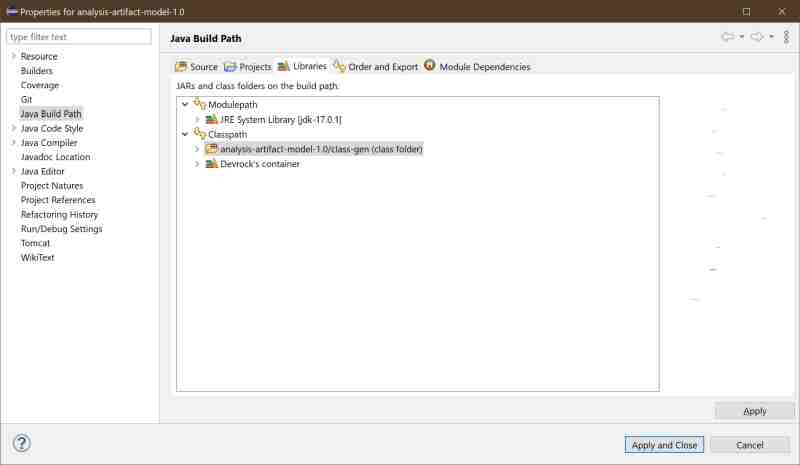 Properties for analysis-artifact-model-1.0
type filter text
Resource
Builders
Coverage
Git
Java Build Path
Java Code Style
Java Compiler
Javadoc Location
Java Editor
Project Natures
Project References
Refactoring History
Run/Debug Settings
Tomcat
WikiText
Java Build Path
Source Projects Libraries Order and Export Module Dependencies
JARs and class folders on the build path:
Modulepath
JRE System Library [jdk-17.0.1]
Classpath
analysis-artifact-model-1.0/class-gen (class folder)
Devrock's container
Apply
? Apply and Close Cancel